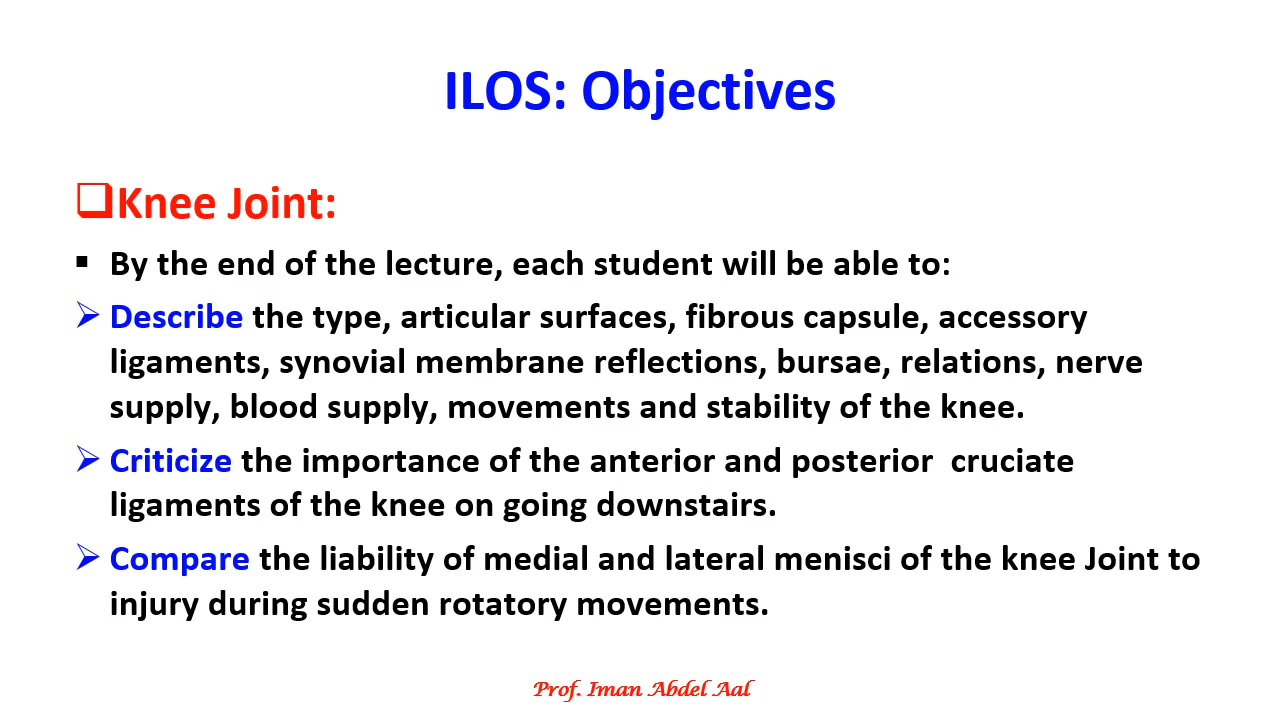 ILOS: Objectives
❑Knee Joint:
▪ By the end of the lecture, each student will be able to:
➢ Describe the type, articular surfaces, fibrous capsule, accessory
ligaments, synovial membrane reflections, bursae, relations, nerve
supply, blood supply, movements and stability of the knee.
➢ Criticize the importance of the anterior and posterior  cruciate
ligaments of the knee on going downstairs.
➢ Compare the liability of medial and lateral menisci of the knee Joint to
injury during sudden rotatory movements.
Prof. Iman Abdel Aal